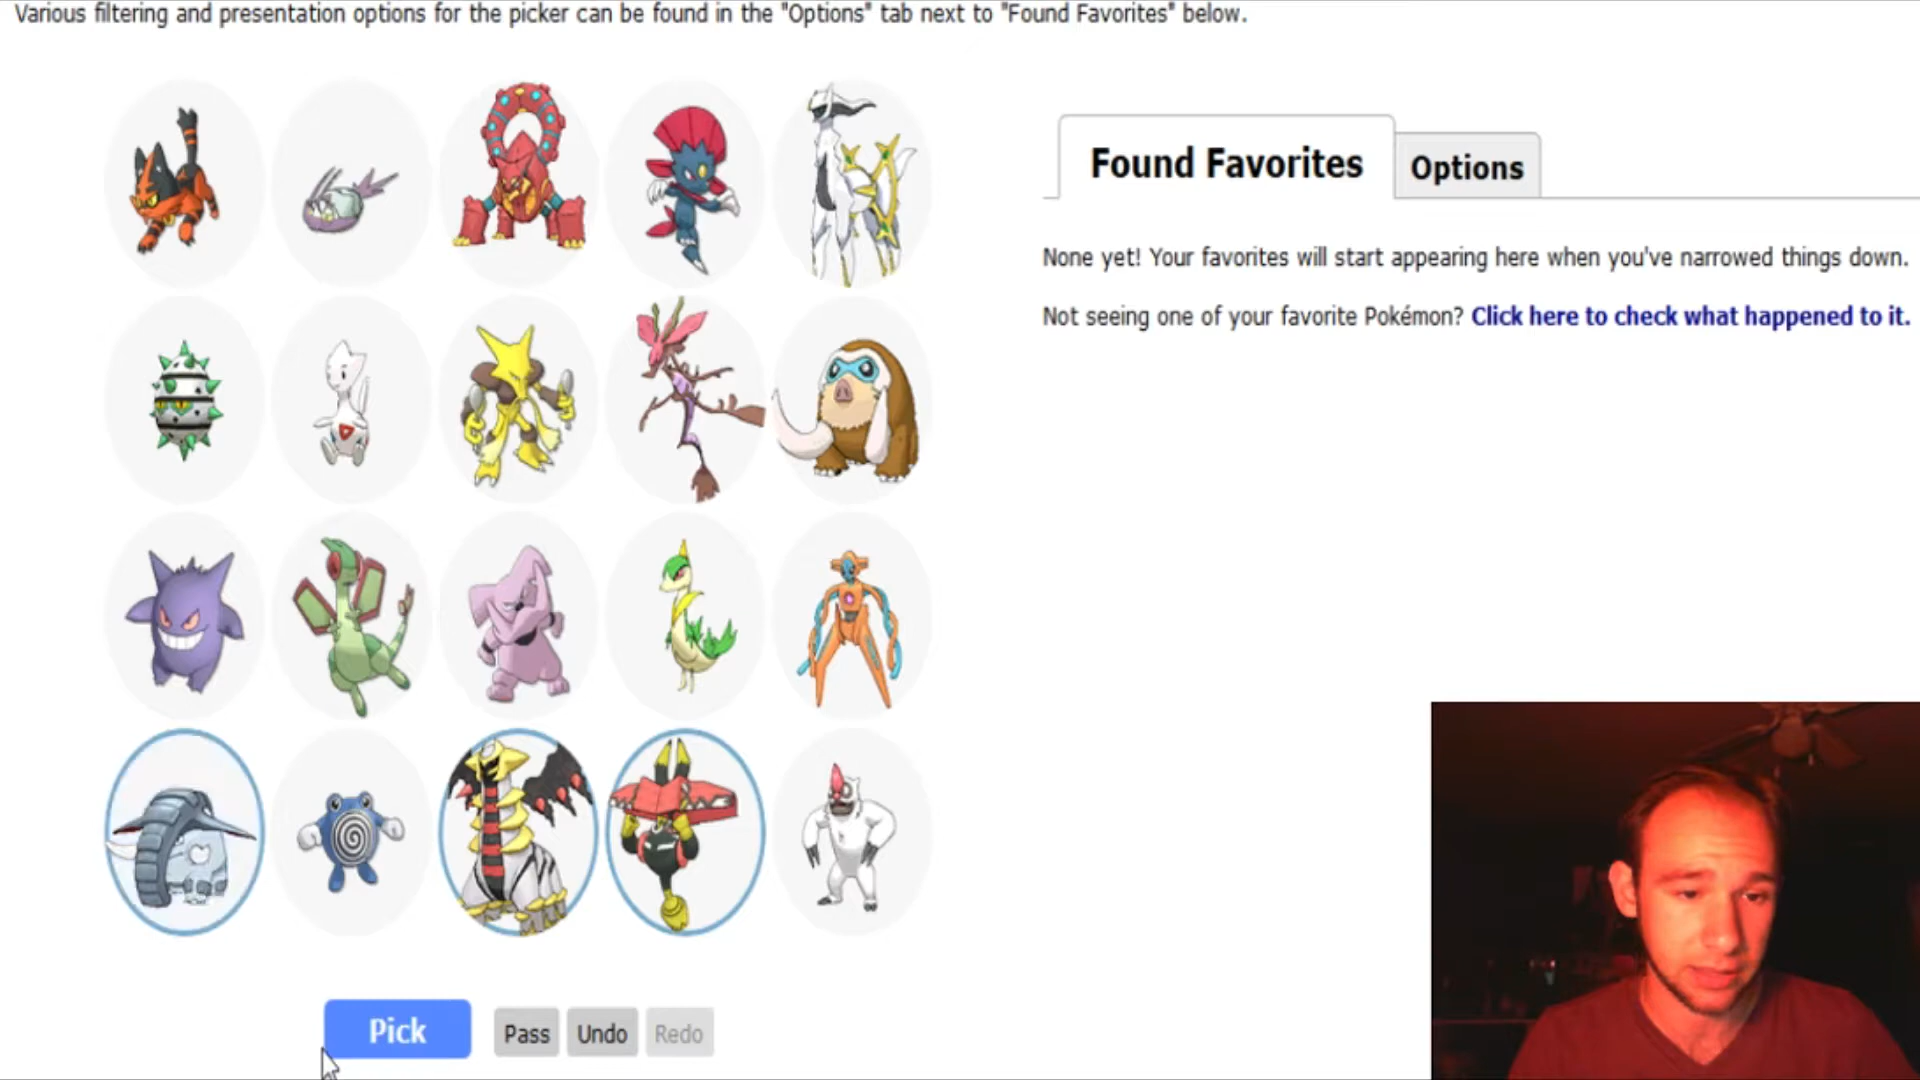 Various filtering and presentation options for the picker can be found in the "Options" tab next to "Found Favorites" below.
Found Favorites
Options
None yet! Your favorites will start appearing here when you've narrowed things down.
Not seeing one of your favorite Pokémon? Click here to check what happened to it.
Pick
Pass
Undo
Redo